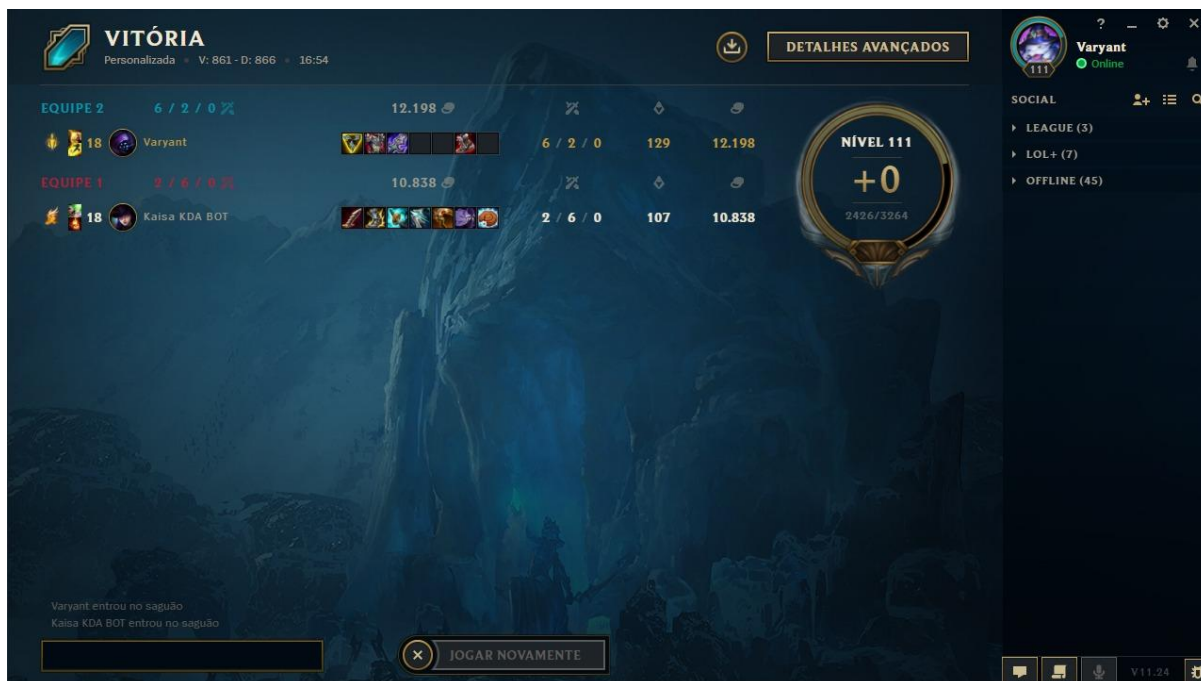 VITÓRIA
Personalizada • V: 861 - D: 866 • 16:54
DETALHES AVANÇADOS
EQUIPE 2 6 / 2 / 0 12.198
18 Varyant 6 / 2 / 0 129 12.198
EQUIPE 1 2 / 6 / 0 10.838
18 Kaisa KDA BOT 2 / 6 / 0 107 10.838
NÍVEL 111
+0
2426/3264
Varyant entrou no saguão
Kaisa KDA BOT entrou no saguão
JOGAR NOVAMENTE
?
Varyant
Online
111
SOCIAL
LEAGUE (3)
LOL+ (7)
OFFLINE (45)
V11.24